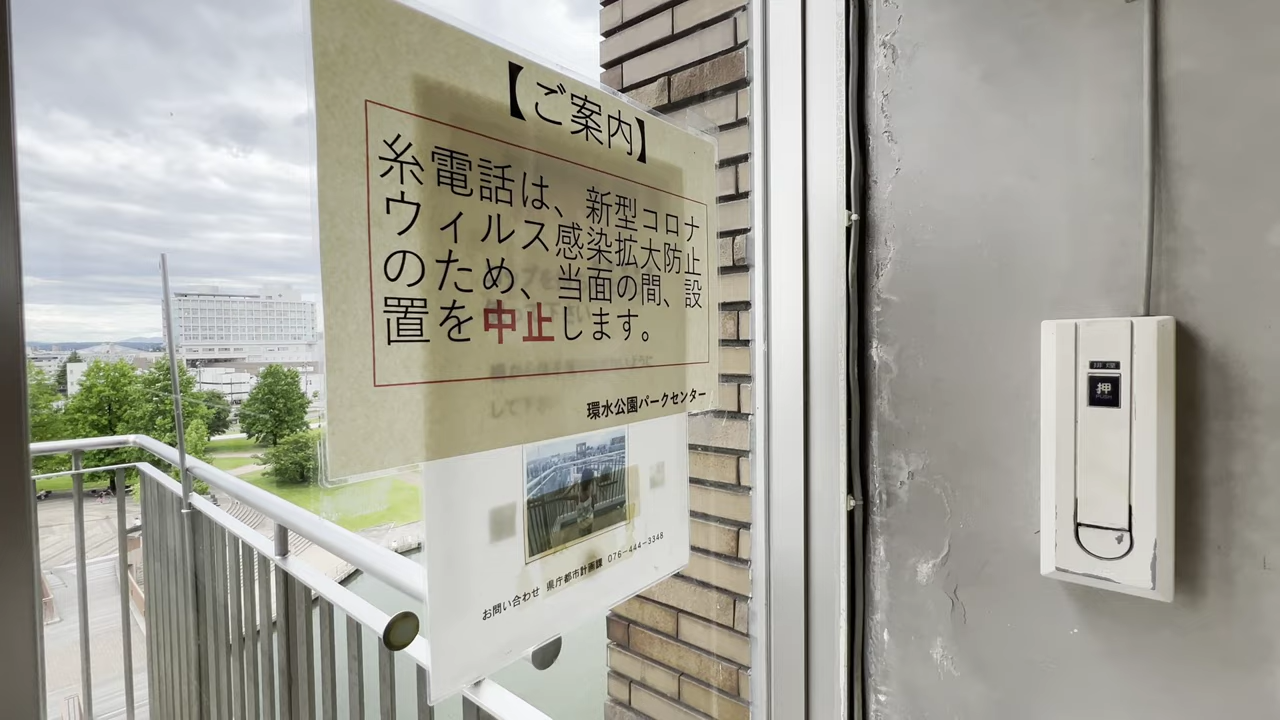 【ご案内】
糸電話は、新型コロナ
ウィルス感染拡大防止
のため、当面の間、設
置を中止します。
環水公園パークセンター
お問い合わせ 県庁都市計画課 076-444-3348
排煙
押
PUSH